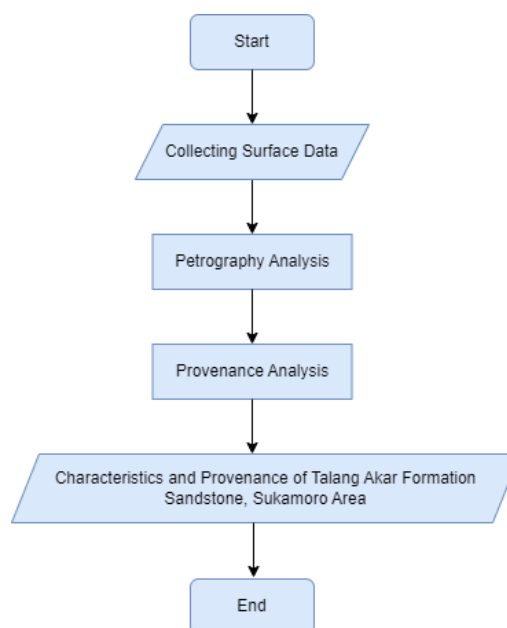 Start
Collecting Surface Data
Petrography Analysis
Provenance Analysis
Characteristics and Provenance of Talang Akar Formation
Sandstone, Sukamoro Area
End